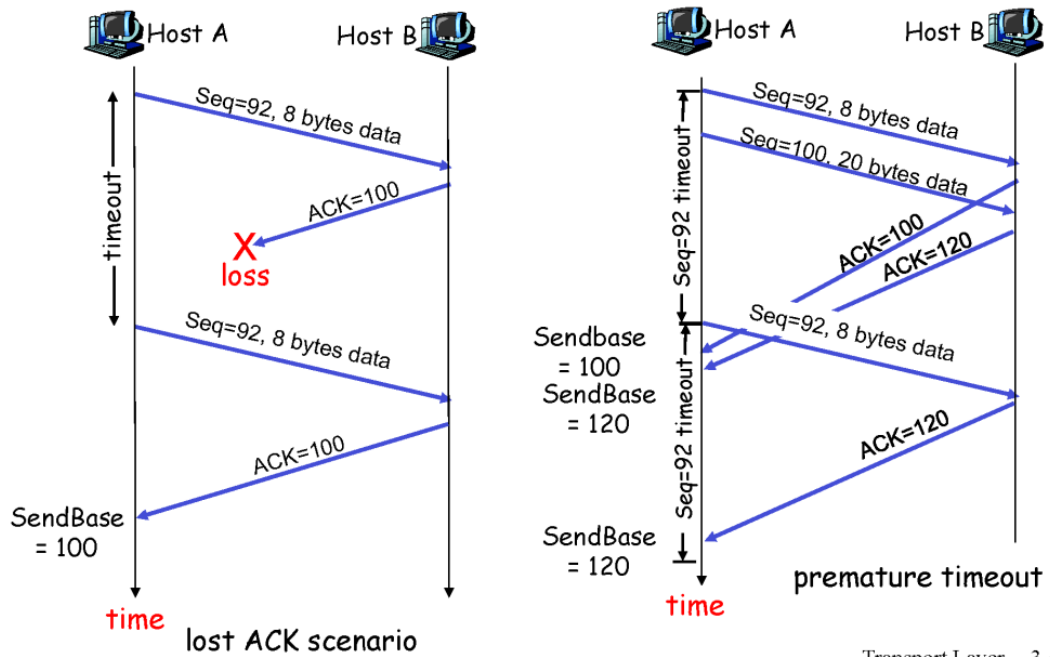 Host A
Host B
Seq=92, 8 bytes data
timeout
ACK=100
X
loss
Seq=92, 8 bytes data
ACK=100
SendBase
= 100
time
lost ACK scenario
Host A
Host B
Seq=92, 8 bytes data
Seq=100, 20 bytes data
Seq=92 timeout
ACK=100
ACK=120
Seq=92, 8 bytes data
Sendbase
= 100
SendBase
= 120
Seq=92 timeout
ACK=120
SendBase
= 120
premature timeout
time
Transport Layer 3